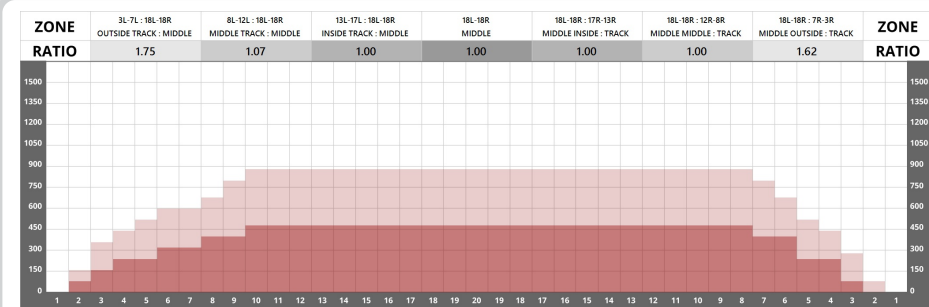 ZONE 3L-7L : 18L-18R 8L-12L : 18L-18R 13L-17L : 18L-18R 18L-18R 18L-18R : 17R-13R 18L-18R : 12R-8R 18L-18R : 7R-3R ZONE
OUTSIDE TRACK : MIDDLE MIDDLE TRACK : MIDDLE INSIDE TRACK : MIDDLE MIDDLE MIDDLE INSIDE : TRACK MIDDLE MIDDLE : TRACK MIDDLE OUTSIDE : TRACK
RATIO 1.75 1.07 1.00 1.00 1.00 1.00 1.62 RATIO
1500 1500
1350 1350
1200 1200
1050 1050
900 900
750 750
600 600
450 450
300 300
150 150
0 0
1 2 3 4 5 6 7 8 9 10 11 12 13 14 15 16 17 18 19 20 19 18 17 16 15 14 13 12 11 10 9 8 7 6 5 4 3 2 1